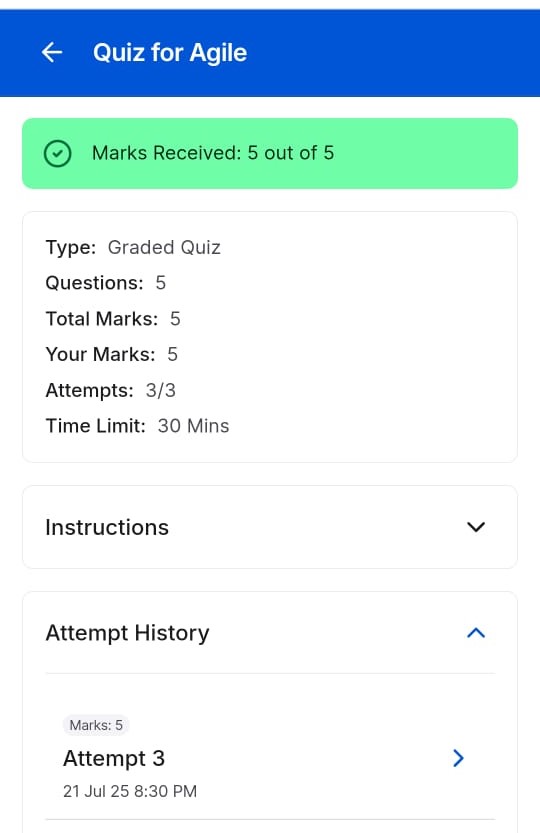 Quiz for Agile
Marks Received: 5 out of 5
Type: Graded Quiz
Questions: 5
Total Marks: 5
Your Marks: 5
Attempts: 3/3
Time Limit: 30 Mins
Instructions
Attempt History
Marks: 5
Attempt 3
21 Jul 25 8:30 PM